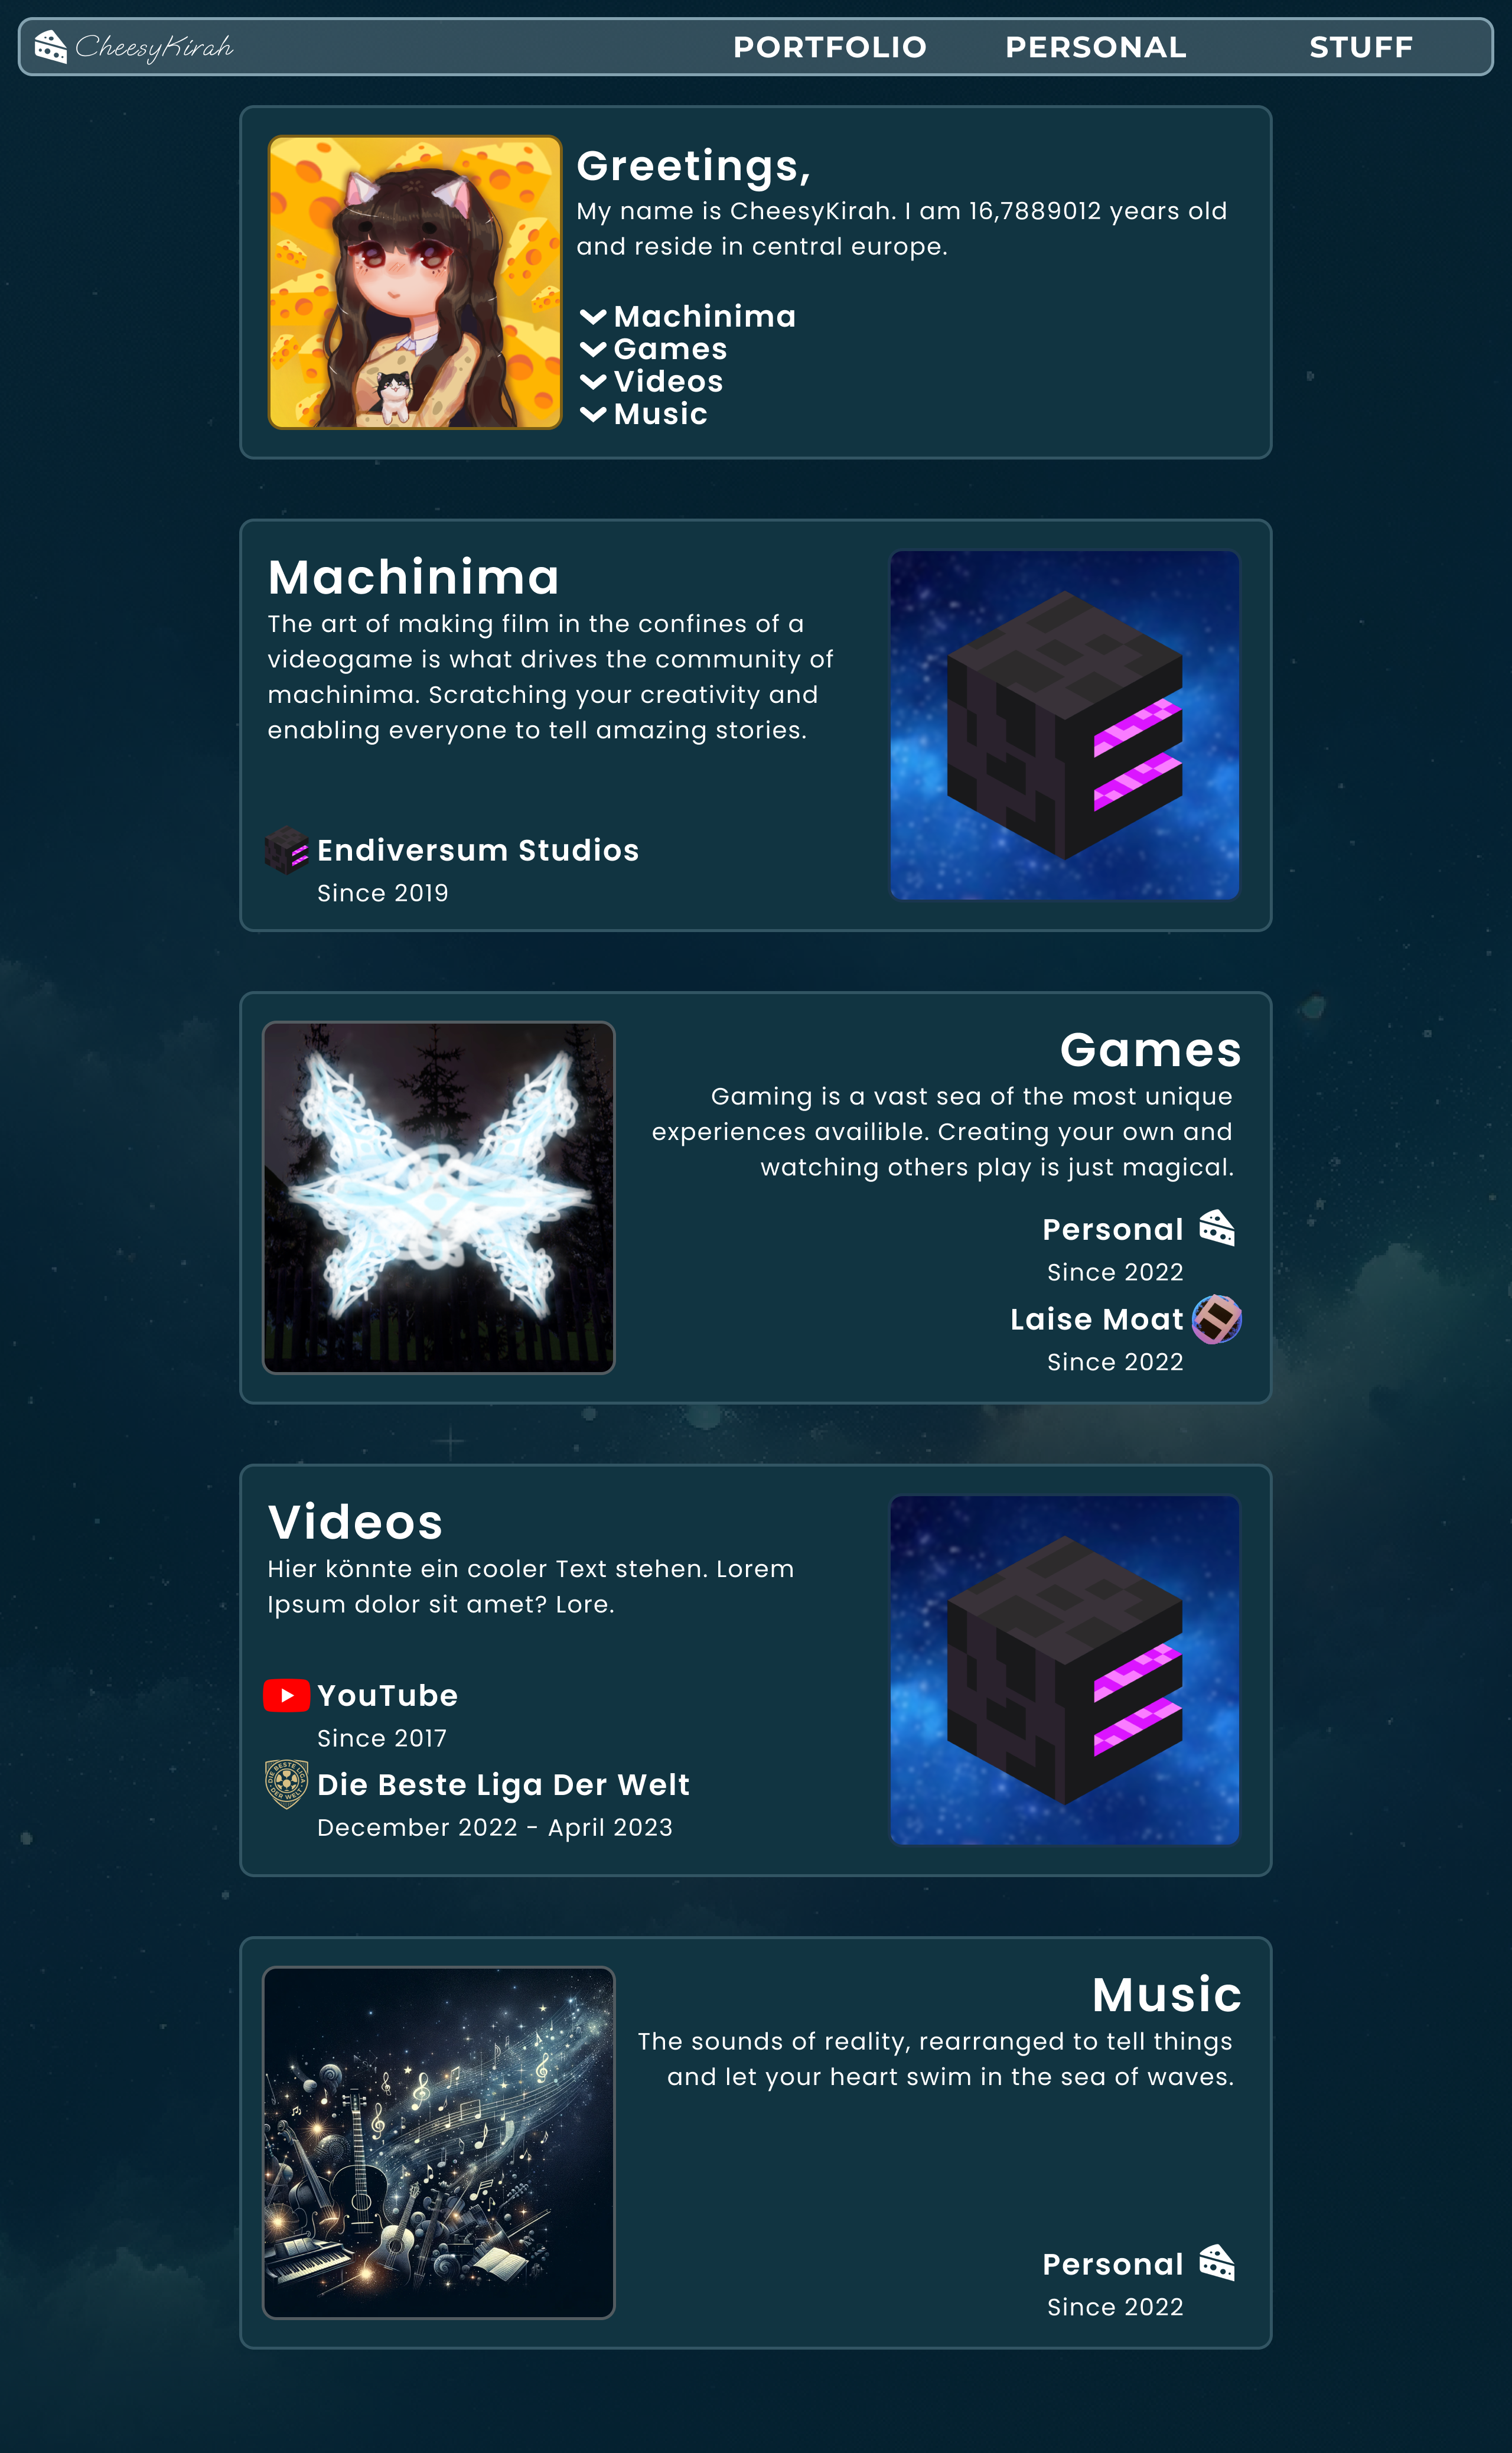 CheesyKirah
PORTFOLIO
PERSONAL
STUFF
Greetings,
My name is CheesyKirah. I am 16,7889012 years old
and reside in central europe.
Machinima
Games
Videos
Music
Machinima
The art of making film in the confines of a
videogame is what drives the community of
machinima. Scratching your creativity and
enabling everyone to tell amazing stories.
Endiversum Studios
Since 2019
Games
Gaming is a vast sea of the most unique
experiences availible. Creating your own and
watching others play is just magical.
Personal
Since 2022
Laise Moat
Since 2022
Videos
Hier könnte ein cooler Text stehen. Lorem
Ipsum dolor sit amet? Lore.
YouTube
Since 2017
DIE BESTE LIGA
DER WELT
Die Beste Liga Der Welt
December 2022 - April 2023
Music
The sounds of reality, rearranged to tell things
and let your heart swim in the sea of waves.
Personal
Since 2022